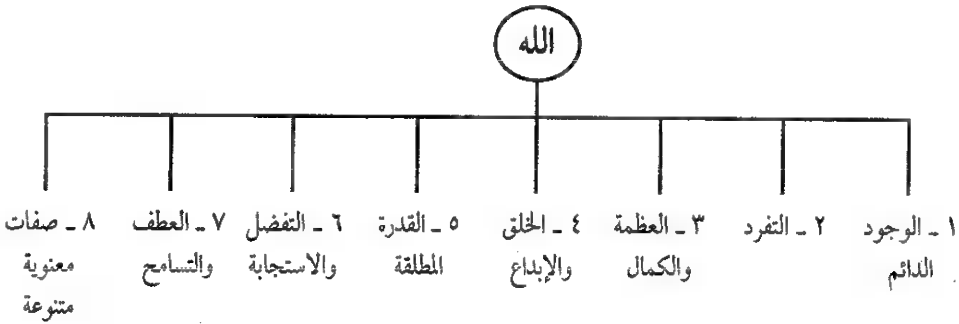 الله
١ ـ الوجود ٢ ـ التفرد ٣ ـ العظمة ٤ ـ الخلق ٥ ـ القدرة ٦ ـ التفضل ٧ ـ العطف ٨ ـ صفات
الدائم والكمال والإبداع المطلقة والاستجابة والتسامح معنوية
متنوعة